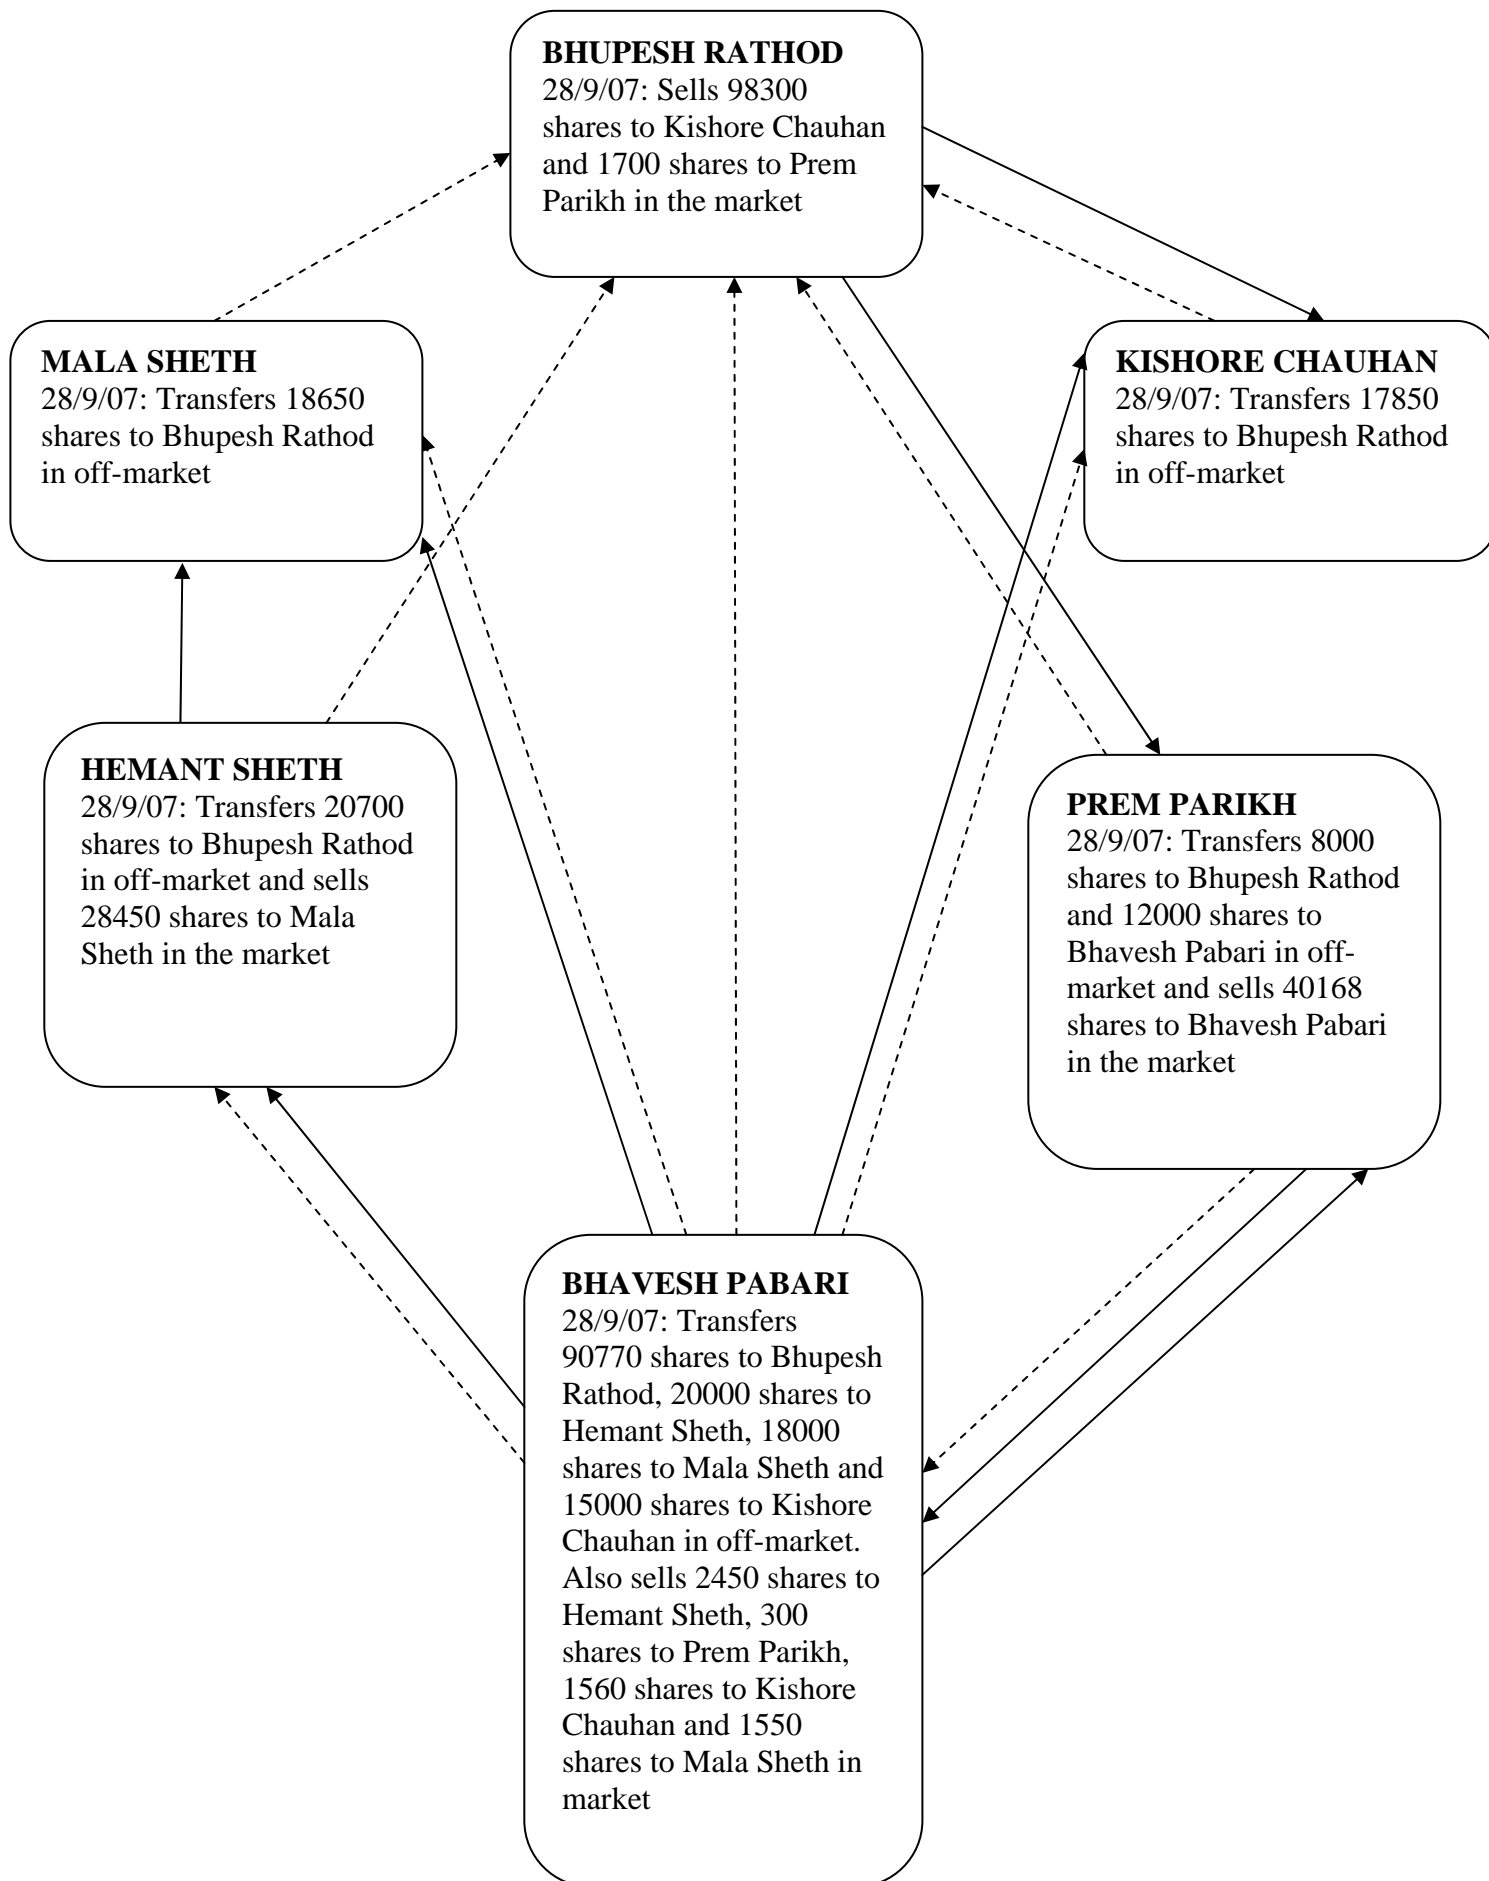 BHUPESH RATHOD
28/9/07: Sells 98300
shares to Kishore Chauhan
and 1700 shares to Prem
Parikh in the market
MALA SHETH
28/9/07: Transfers 18650
shares to Bhupesh Rathod
in off-market
KISHORE CHAUHAN
28/9/07: Transfers 17850
shares to Bhupesh Rathod
in off-market
HEMANT SHETH
28/9/07: Transfers 20700
shares to Bhupesh Rathod
in off-market and sells
28450 shares to Mala
Sheth in the market
PREM PARIKH
28/9/07: Transfers 8000
shares to Bhupesh Rathod
and 12000 shares to
Bhavesh Pabari in off-
market and sells 40168
shares to Bhavesh Pabari
in the market
BHAVESH PABARI
28/9/07: Transfers
90770 shares to Bhupesh
Rathod, 20000 shares to
Hemant Sheth, 18000
shares to Mala Sheth and
15000 shares to Kishore
Chauhan in off-market.
Also sells 2450 shares to
Hemant Sheth, 300
shares to Prem Parikh,
1560 shares to Kishore
Chauhan and 1550
shares to Mala Sheth in
market